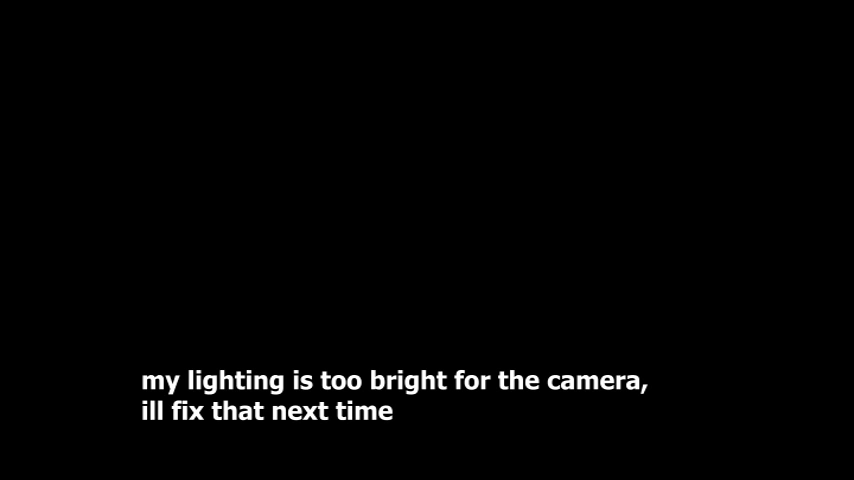 my lighting is too bright for the camera,
ill fix that next time